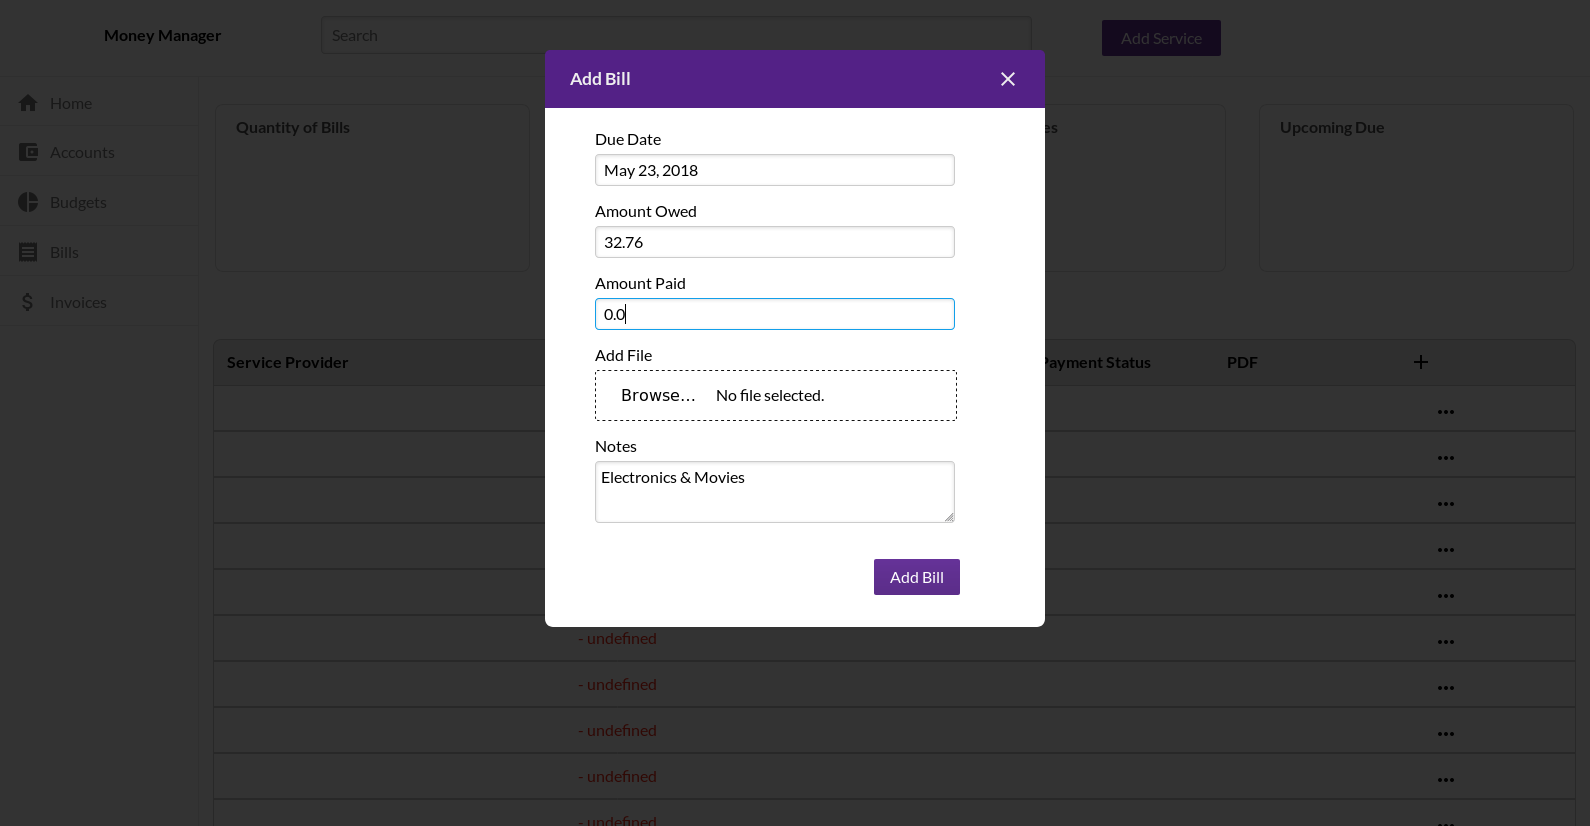 Money Manager
Search
Add Service
Add Bill
Home
Accounts
Budgets
Bills
Invoices
Quantity of Bills
es
Upcoming Due
Due Date
May 23, 2018
Amount Owed
32.76
Amount Paid
0.0
Add File
Browse... No file selected.
Notes
Electronics & Movies
Add Bill
Service Provider
Payment Status
PDF
- undefined
- undefined
- undefined
- undefined
- undefined